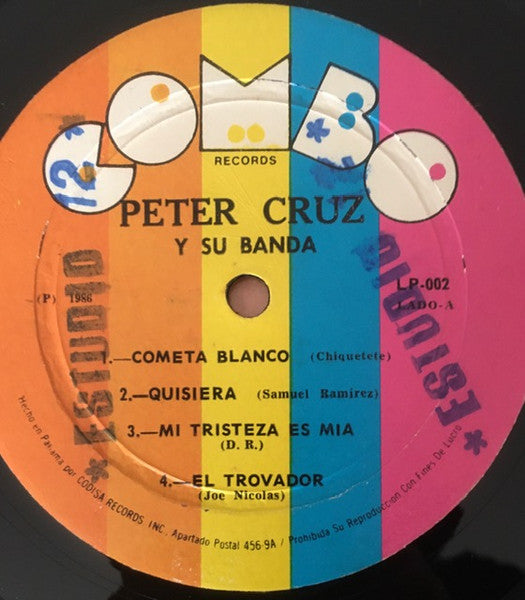 COMBO
RECORDS
PETER CRUZ
Y SU BANDA
(P) 1986
LP-002
LADO-A
1.—COMETA BLANCO (Chiquetete)
2.—QUISIERA (Samuel Ramirez)
3.—MI TRISTEZA ES MIA
(D. R.)
4.—EL TROVADOR
(Joe Nicolas)
Hecho en Panama por CODISA RECORDS INC. Apartado Postal 456-9A / Prohibida Su Reproduccion Con Fines De Lucro
* ESTUDIO 12 *
* ESTUDIO